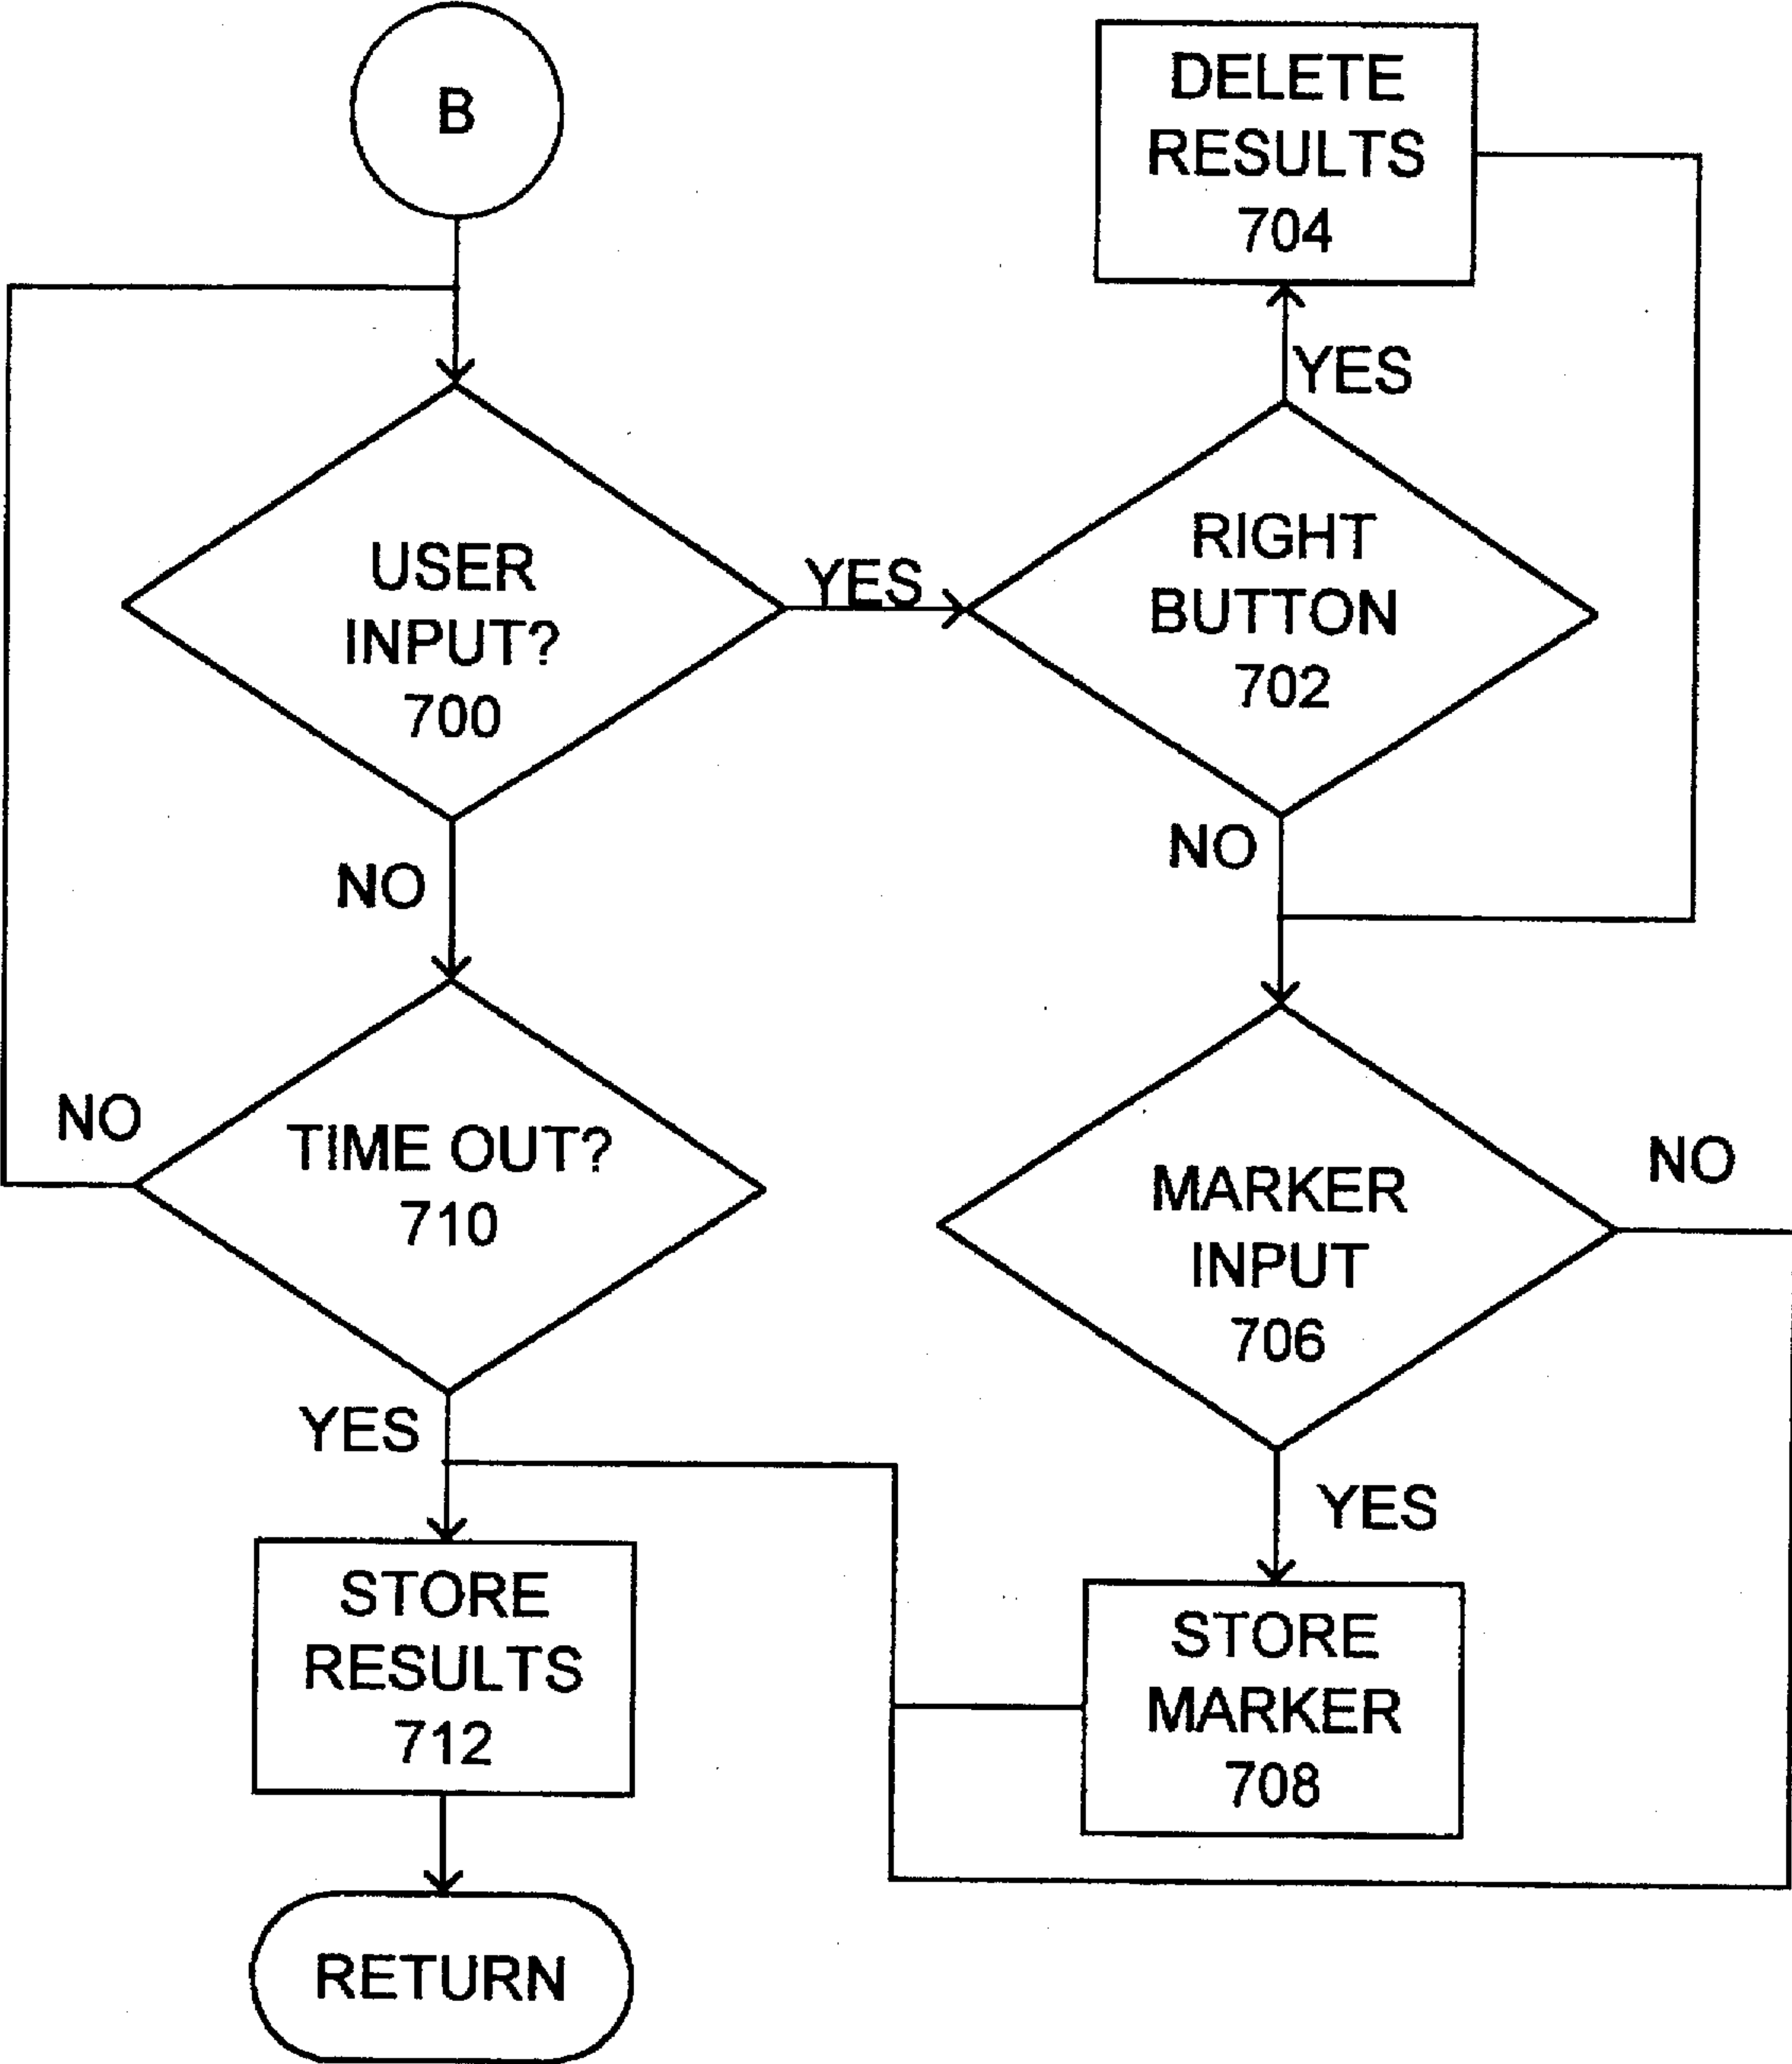 B
DELETE
RESULTS
704
YES
USER
INPUT?
700
YES
RIGHT
BUTTON
702
NO
NO
NO
TIME OUT?
710
MARKER
INPUT
706
NO
YES
YES
STORE
RESULTS
712
STORE
MARKER
708
RETURN